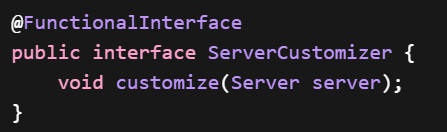 @FunctionalInterface
public interface ServerCustomizer {
    void customize(Server server);
}